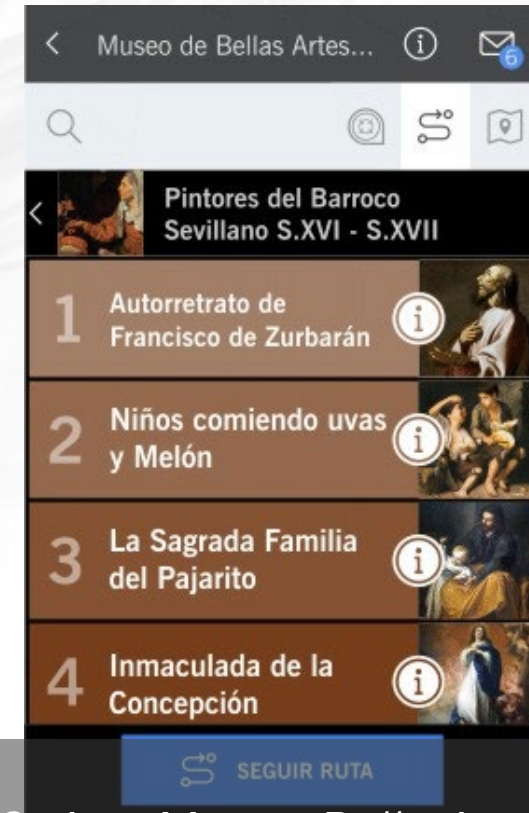 Museo de Bellas Artes...
6
Pintores del Barroco
Sevillano S.XVI - S.XVII
1
Autorretrato de
Francisco de Zurbarán
2
Niños comiendo uvas
y Melón
3
La Sagrada Familia
del Pajarito
4
Inmaculada de la
Concepción
SEGUIR RUTA